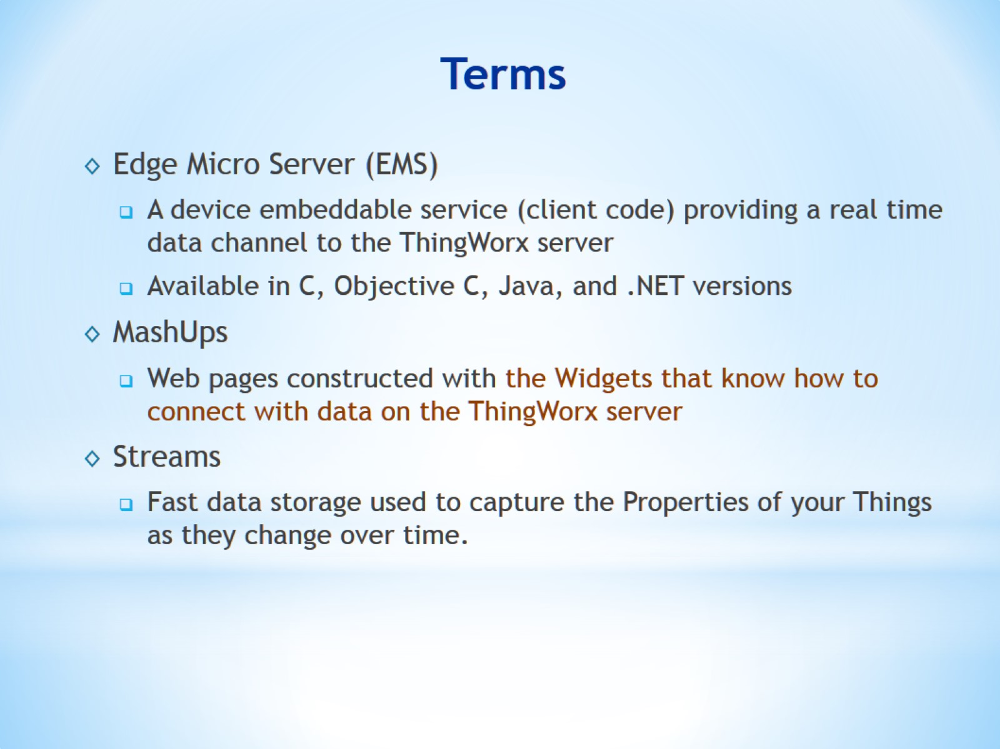 Terms
Edge Micro Server (EMS)
A device embeddable service (client code) providing a real time
data channel to the ThingWorx server
Available in C, Objective C, Java, and .NET versions
MashUps
Web pages constructed with the Widgets that know how to
connect with data on the ThingWorx server
Streams
Fast data storage used to capture the Properties of your Things
as they change over time.